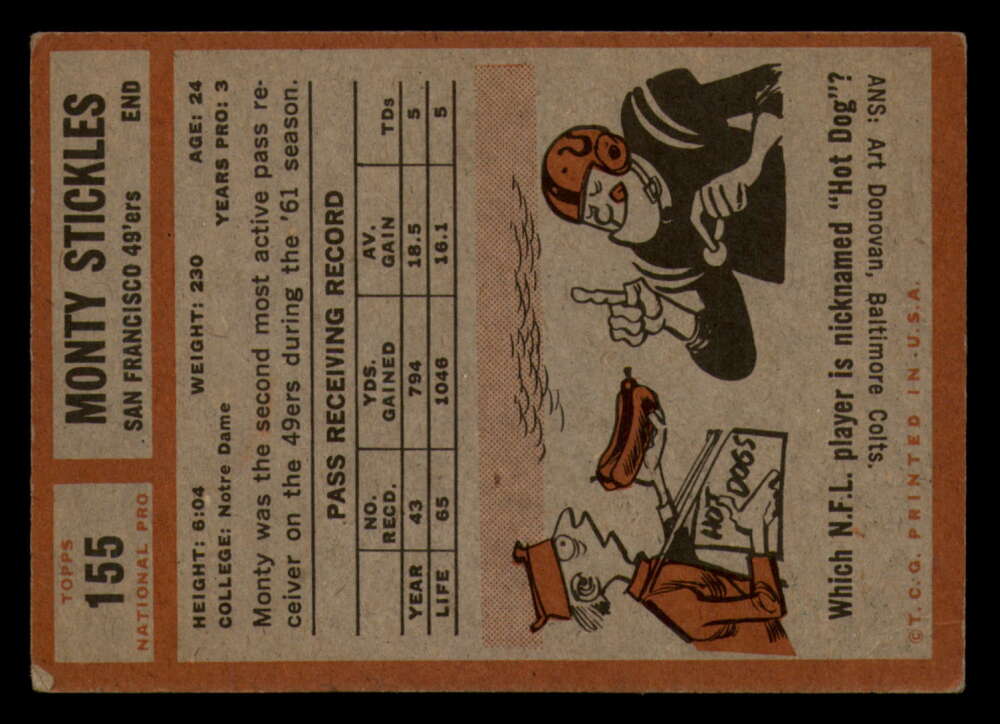 TOPPS
155
NATIONAL PRO
MONTY STICKLES
SAN FRANCISCO 49'ers END
HEIGHT: 6:04 WEIGHT: 230 AGE: 24
COLLEGE: Notre Dame YEARS PRO: 3
Monty was the second most active pass re-
ceiver on the 49ers during the '61 season.
PASS RECEIVING RECORD
NO. YDS. AV.
RECD. GAINED GAIN TDs
YEAR 43 794 18.5 5
LIFE 65 1046 16.1 5
HOT
DOGS
Which N.F.L. player is nicknamed "Hot Dog"?
ANS: Art Donovan, Baltimore Colts.
©T.C.G. PRINTED IN U.S.A.